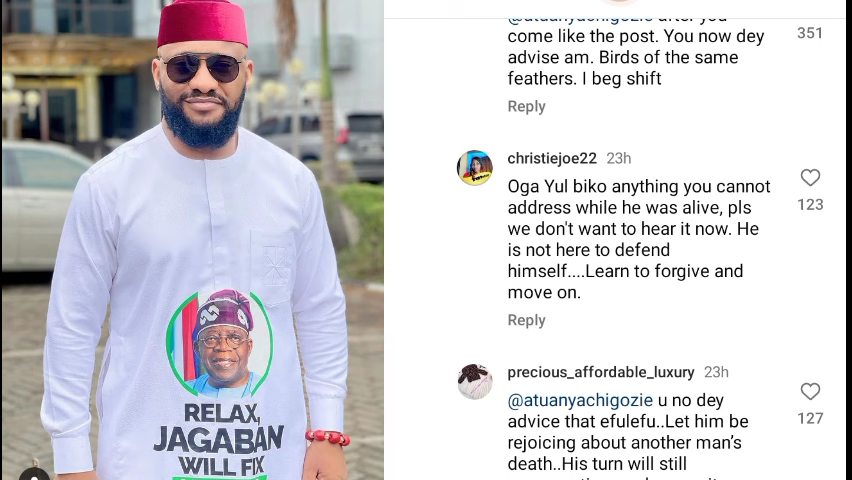 RELAX,
JAGABAN
WILL FIX
@atuanyachigozie after you
come like the post. You now dey
advise am. Birds of the same
feathers. I beg shift
351
Reply
christiejoe22 23h
Oga Yul biko anything you cannot
address while he was alive, pls
we don't want to hear it now. He
is not here to defend
himself....Learn to forgive and
move on.
123
Reply
precious_affordable_luxury 23h
@atuanyachigozie u no dey
advice that efulefu..Let him be
rejoicing about another man's
death..His turn will still
127